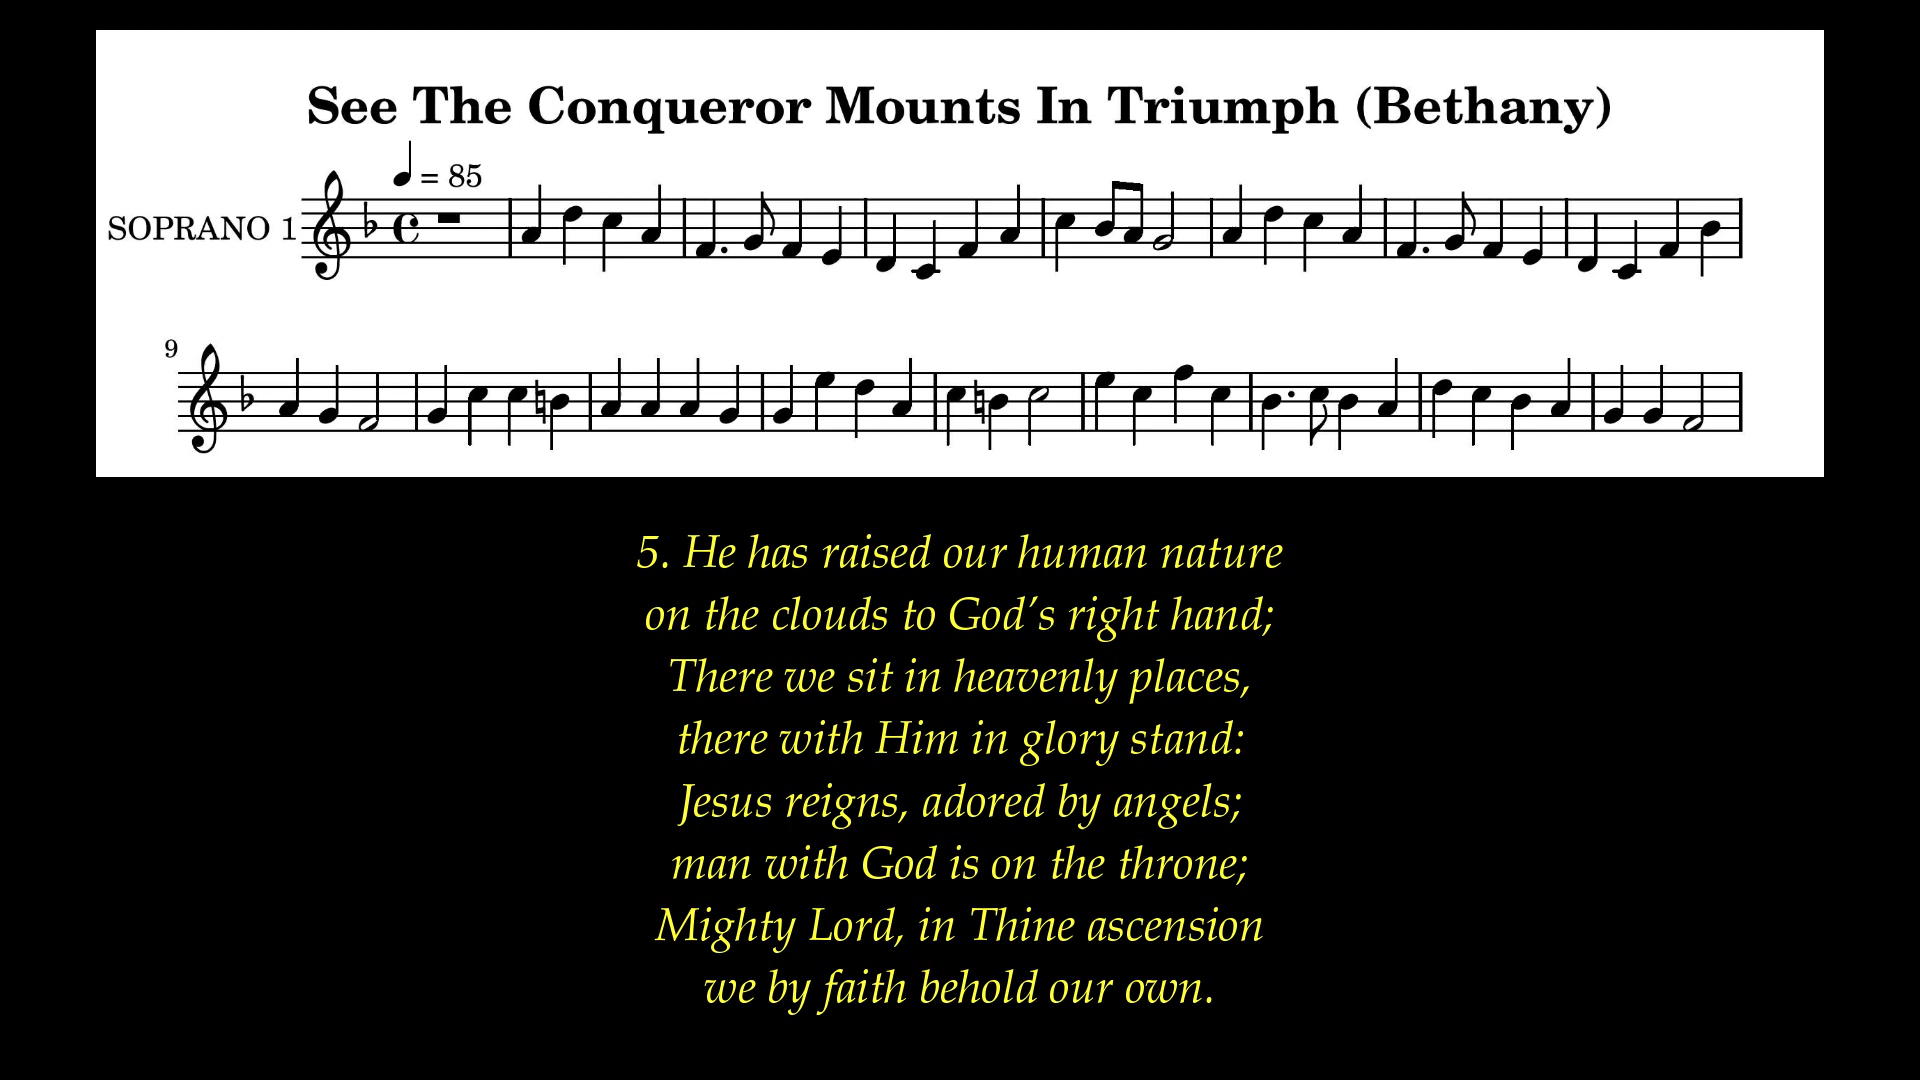 See The Conqueror Mounts In Triumph (Bethany)
= 85
SOPRANO 1
9
5. He has raised our human nature
on the clouds to God's right hand;
There we sit in heavenly places,
there with Him in glory stand:
Jesus reigns, adored by angels;
man with God is on the throne;
Mighty Lord, in Thine ascension
we by faith behold our own.